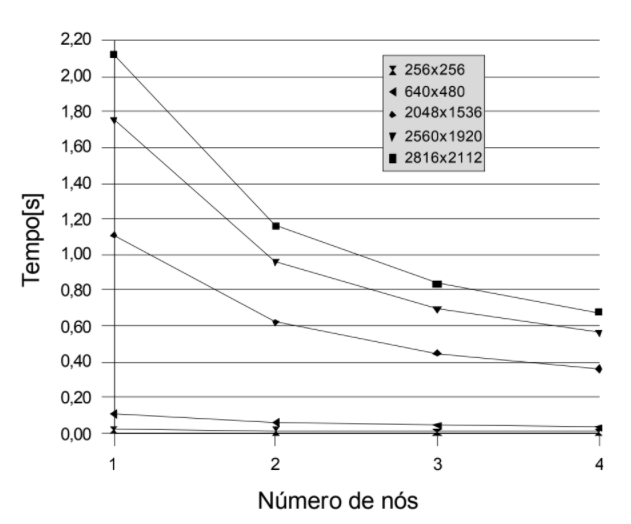 2,20
2,00
1,80
1,60
1,40
1,20
1,00
0,80
0,60
0,40
0,20
0,00
Tempo[s]
256x256
640x480
2048x1536
2560x1920
2816x2112
1 2 3 4
Número de nós